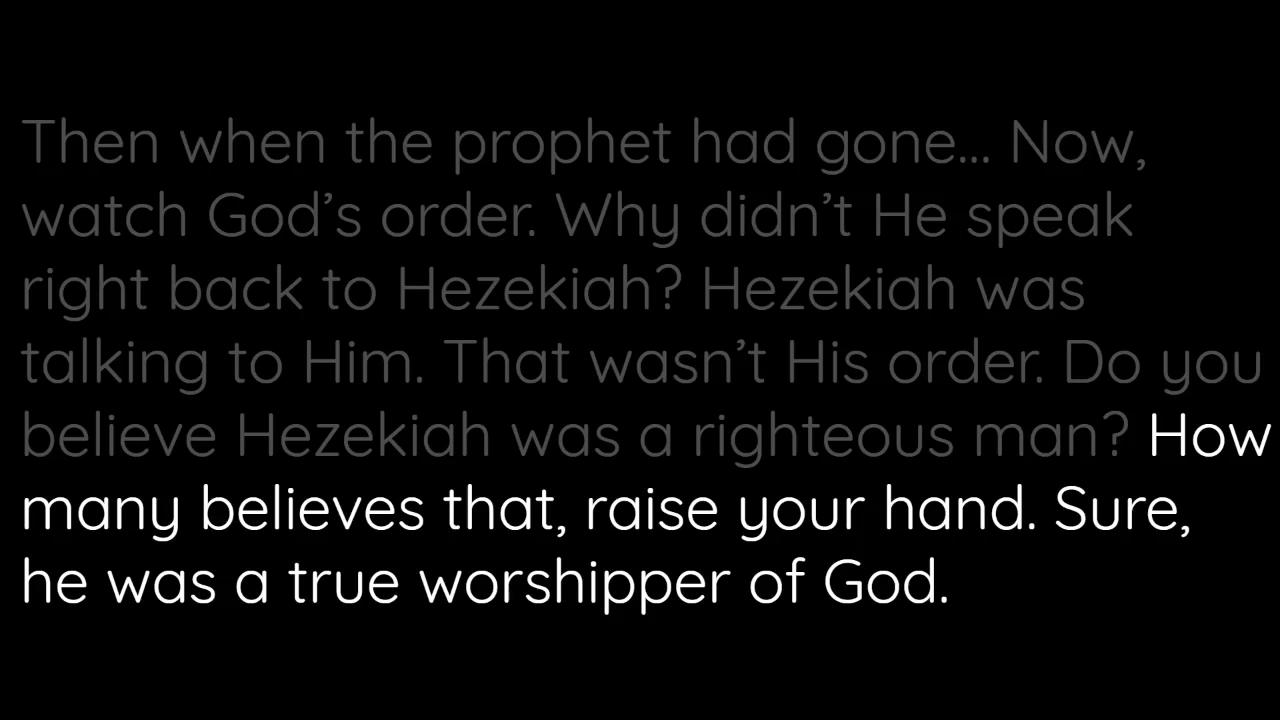 Then when the prophet had gone... Now,
watch God’s order. Why didn’t He speak
right back to Hezekiah? Hezekiah was
talking to Him. That wasn’t His order. Do you
believe Hezekiah was a righteous man? How
many believes that, raise your hand. Sure,
he was a true worshipper of God.